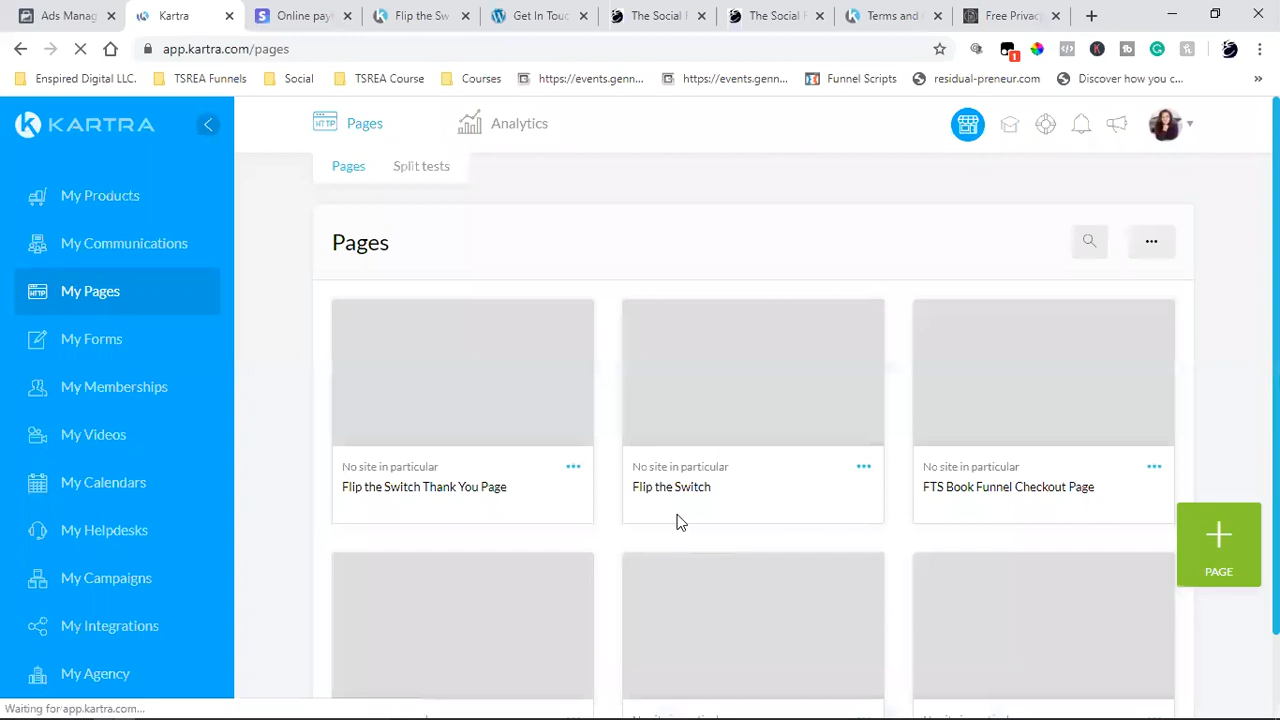 Ads Manag
Kartra
Online pay
Flip the Sw
Get in Touc
The Social
The Social
Terms and
Free Privac
app.kartra.com/pages
1
Enspired Digital LLC.
TSREA Funnels
Social
TSREA Course
Courses
https://events.genn...
https://events.genn...
Funnel Scripts
residual-preneur.com
Discover how you c...
»
KARTRA
Pages
Analytics
Pages
Split tests
My Products
My Communications
My Pages
My Forms
My Memberships
My Videos
My Calendars
My Helpdesks
My Campaigns
My Integrations
My Agency
Pages
No site in particular
Flip the Switch Thank You Page
No site in particular
Flip the Switch
No site in particular
FTS Book Funnel Checkout Page
PAGE
Waiting for app.kartra.com...